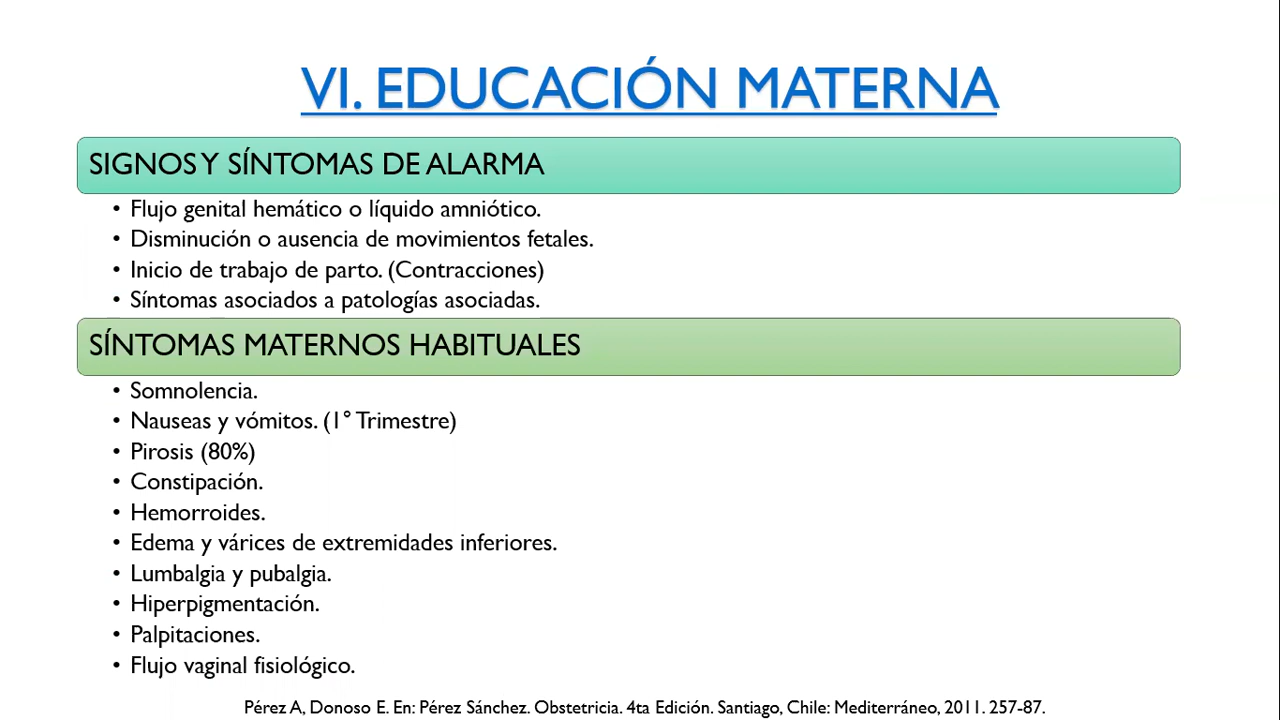 VI. EDUCACIÓN MATERNA
SIGNOS Y SÍNTOMAS DE ALARMA
• Flujo genital hemático o líquido amniótico.
• Disminución o ausencia de movimientos fetales.
• Inicio de trabajo de parto. (Contracciones)
• Síntomas asociados a patologías asociadas.
SÍNTOMAS MATERNOS HABITUALES
• Somnolencia.
• Nauseas y vómitos. (1° Trimestre)
• Pirosis (80%)
• Constipación.
• Hemorroides.
• Edema y várices de extremidades inferiores.
• Lumbalgia y pubalgia.
• Hiperpigmentación.
• Palpitaciones.
• Flujo vaginal fisiológico.
Pérez A, Donoso E. En: Pérez Sánchez. Obstetricia. 4ta Edición. Santiago, Chile: Mediterráneo, 2011. 257-87.